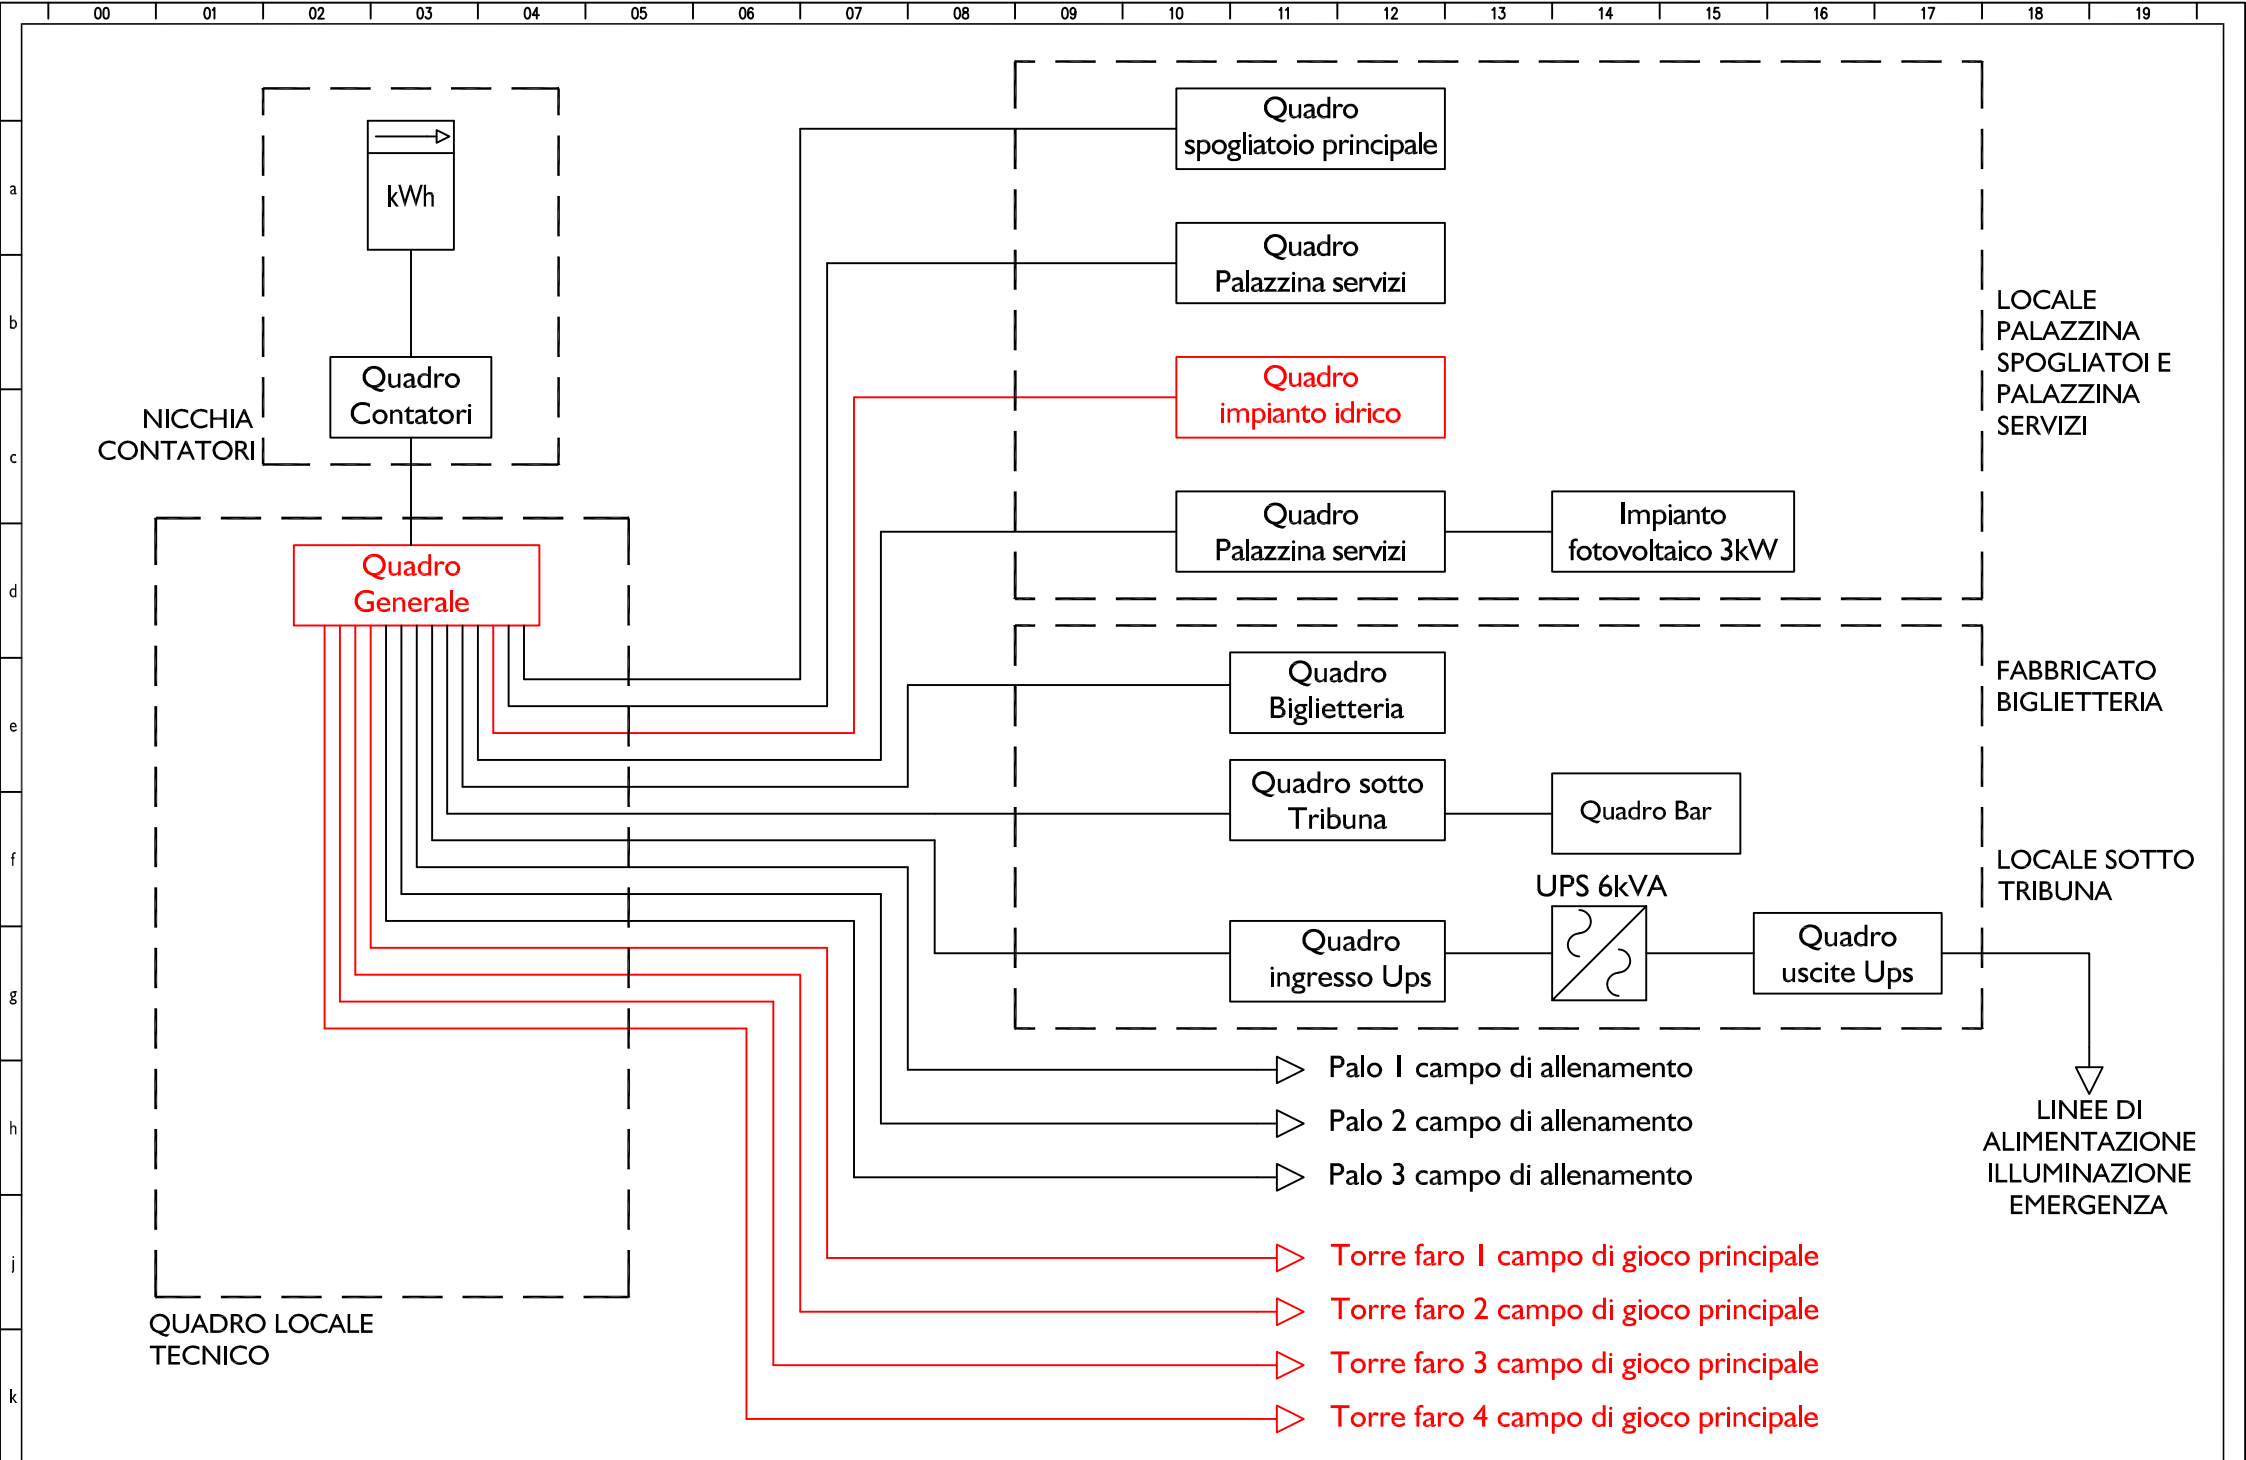 00 01 02 03 04 05 06 07 08 09 10 11 12 13 14 15 16 17 18 19
a
b
c
d
e
f
g
h
j
k
kWh
Quadro
Contatori
NICCHIA
CONTATORI
Quadro
Generale
QUADRO LOCALE
TECNICO
Quadro
spogliatoio principale
Quadro
Palazzina servizi
Quadro
impianto idrico
Quadro
Palazzina servizi
Impianto
fotovoltaico 3kW
LOCALE
PALAZZINA
SPOGLIATOI E
PALAZZINA
SERVIZI
Quadro
Biglietteria
FABBRICATO
BIGLIETTERIA
Quadro sotto
Tribuna
Quadro Bar
LOCALE SOTTO
TRIBUNA
UPS 6kVA
Quadro
ingresso Ups
Quadro
uscite Ups
LINEE DI
ALIMENTAZIONE
ILLUMINAZIONE
EMERGENZA
Palo 1 campo di allenamento
Palo 2 campo di allenamento
Palo 3 campo di allenamento
Torre faro 1 campo di gioco principale
Torre faro 2 campo di gioco principale
Torre faro 3 campo di gioco principale
Torre faro 4 campo di gioco principale